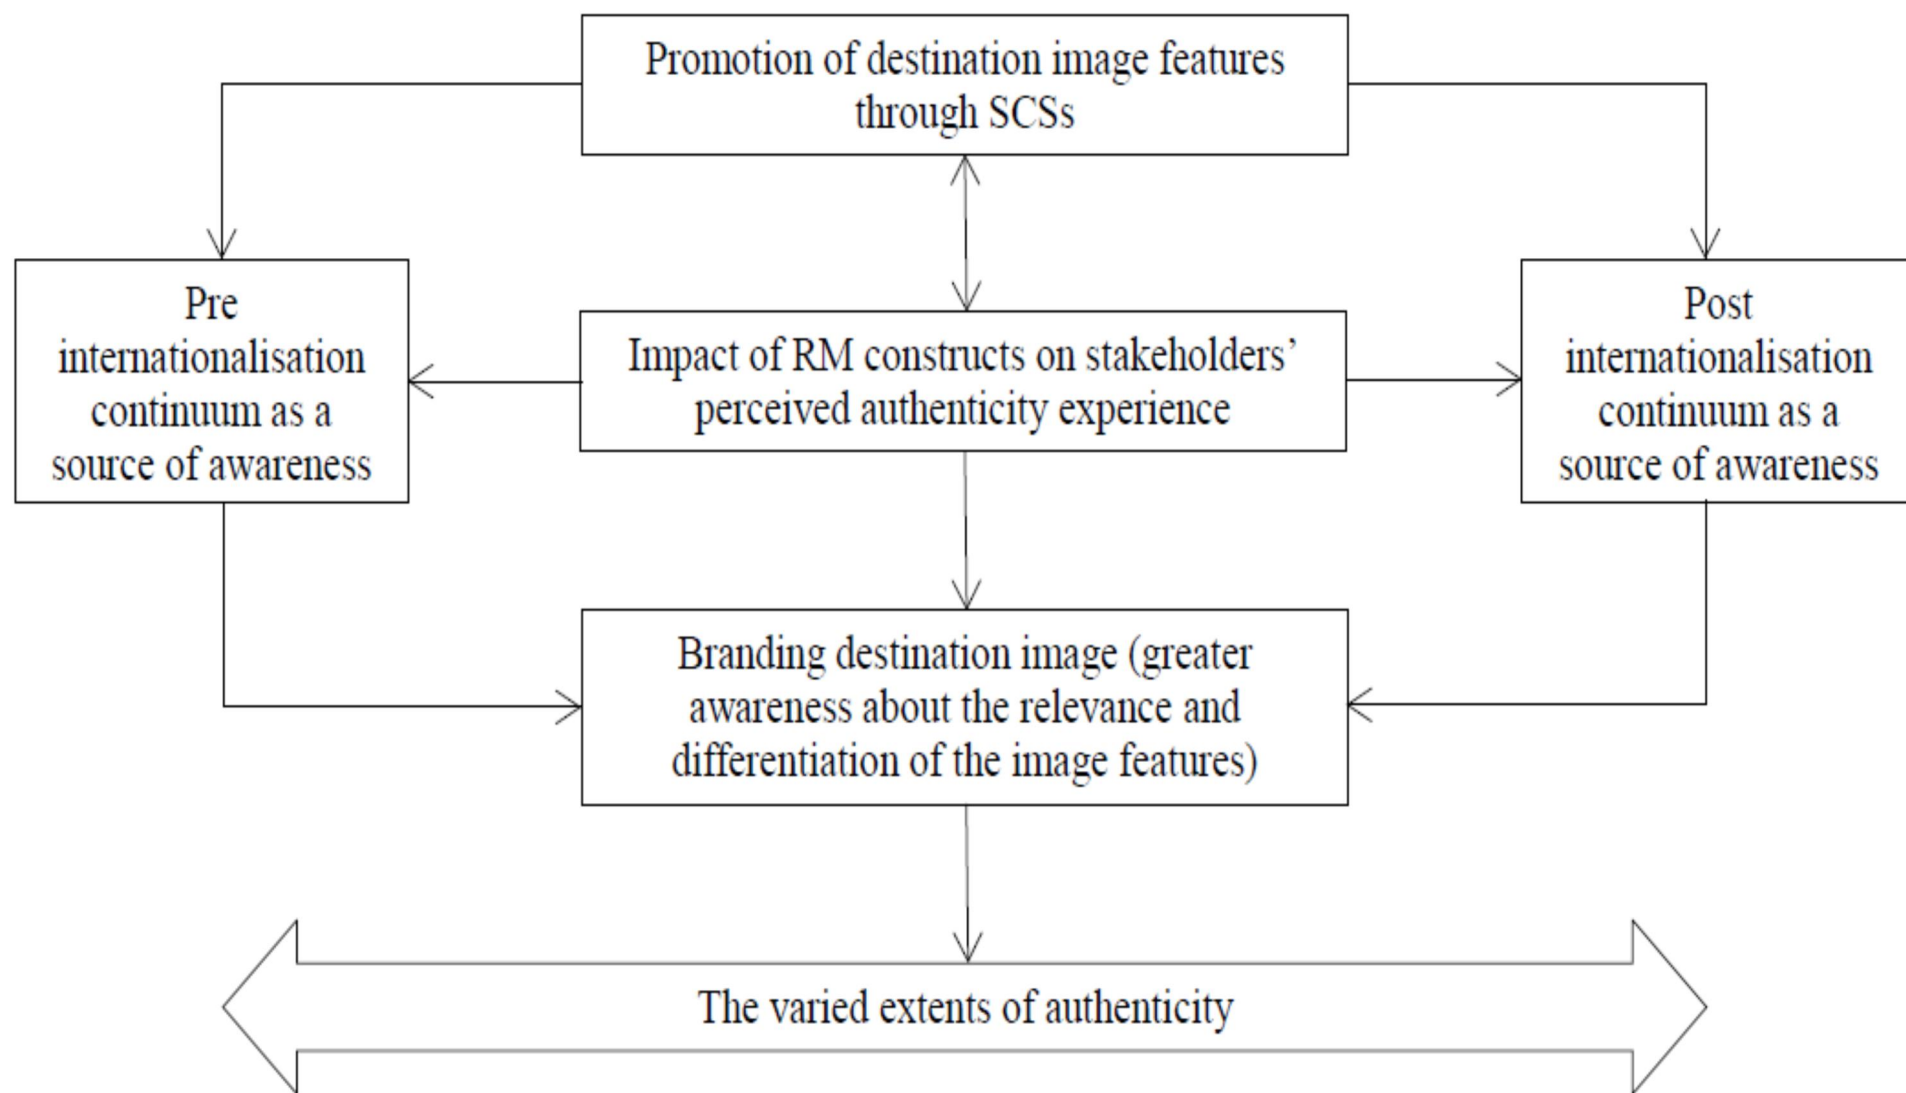 Promotion of destination image features
through SCSs
Pre
internationalisation
continuum as a
source of awareness
Impact of RM constructs on stakeholders’
perceived authenticity experience
Post
internationalisation
continuum as a
source of awareness
Branding destination image (greater
awareness about the relevance and
differentiation of the image features)
The varied extents of authenticity